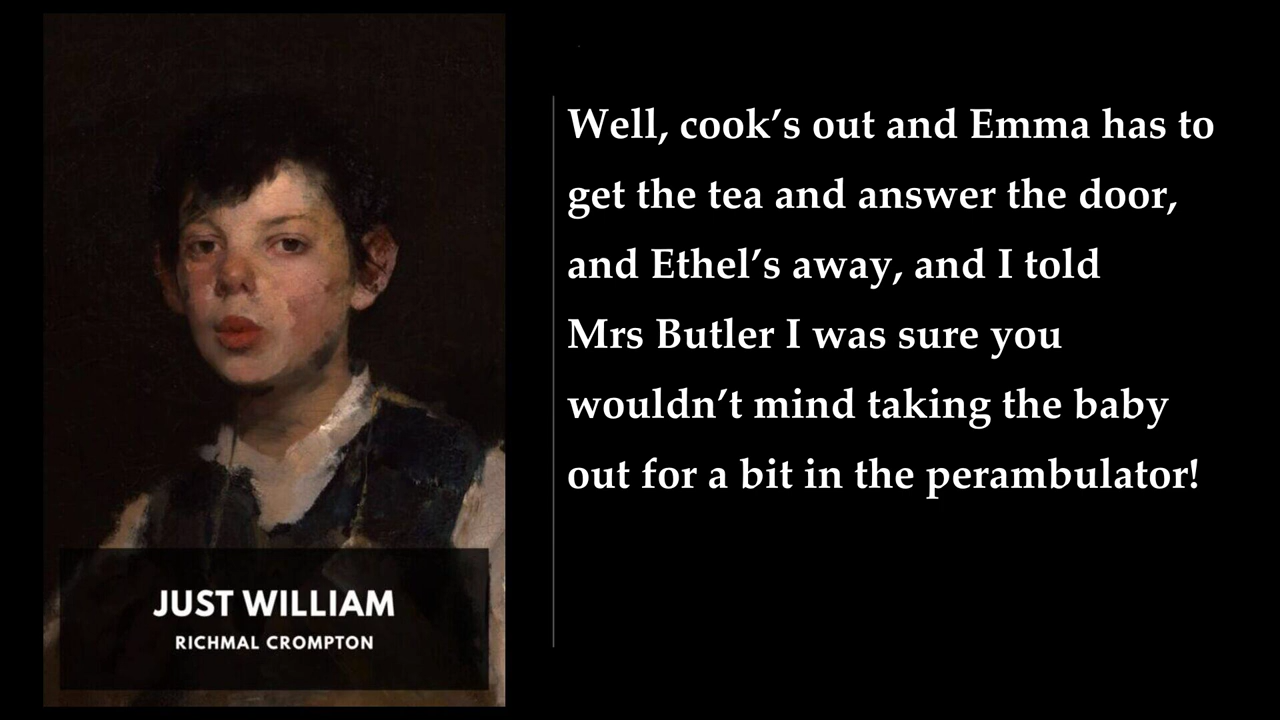 JUST WILLIAM
RICHMAL CROMPTON
Well, cook’s out and Emma has to
get the tea and answer the door,
and Ethel’s away, and I told
Mrs Butler I was sure you
wouldn’t mind taking the baby
out for a bit in the perambulator!